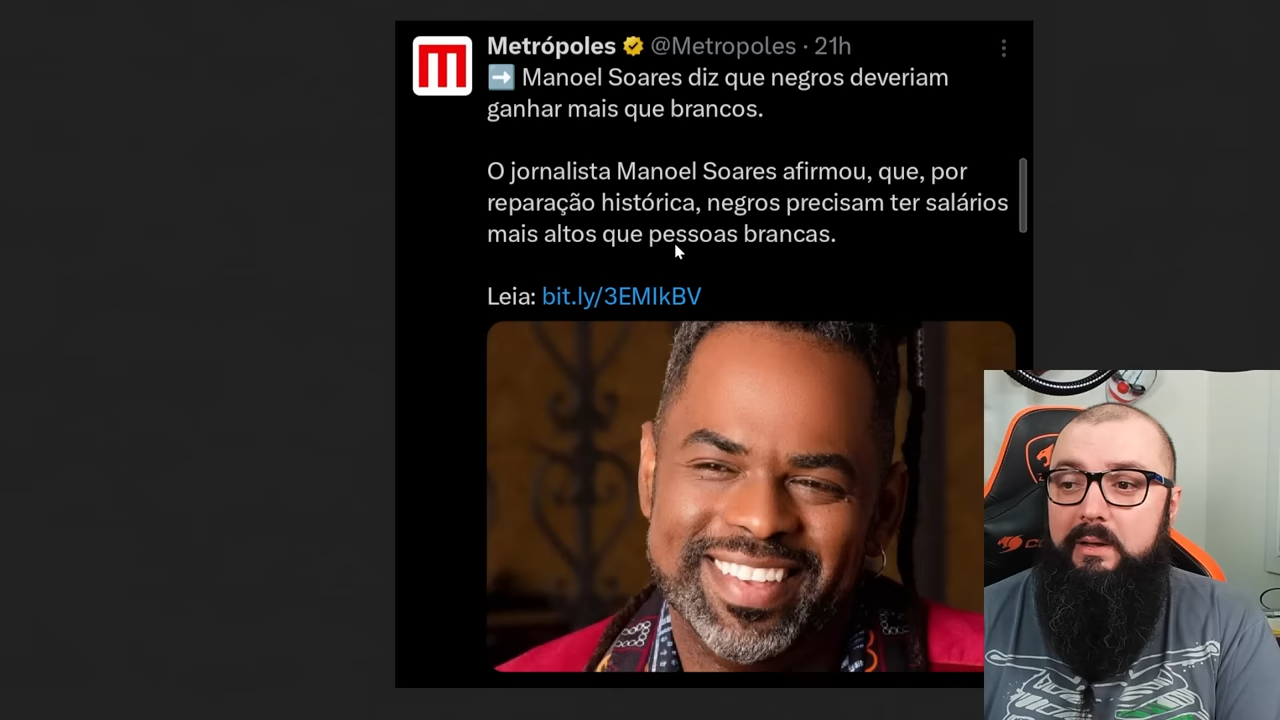 Metrópoles @Metropoles · 21h
➡️ Manoel Soares diz que negros deveriam
ganhar mais que brancos.
O jornalista Manoel Soares afirmou, que, por
reparação histórica, negros precisam ter salários
mais altos que pessoas brancas.
Leia: bit.ly/3EMIkBV